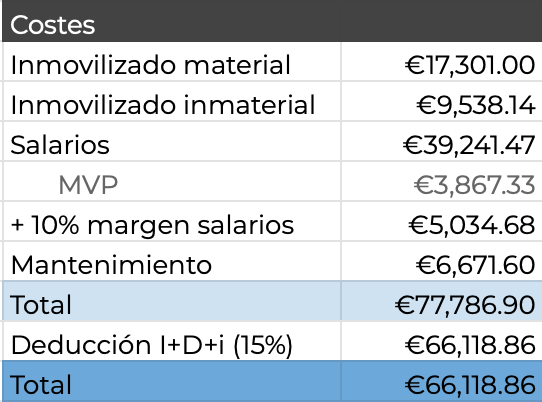 Costes
Inmovilizado material €17,301.00
Inmovilizado inmaterial €9,538.14
Salarios €39,241.47
MVP €3,867.33
+ 10% margen salarios €5,034.68
Mantenimiento €6,671.60
Total €77,786.90
Deducción I+D+i (15%) €66,118.86
Total €66,118.86